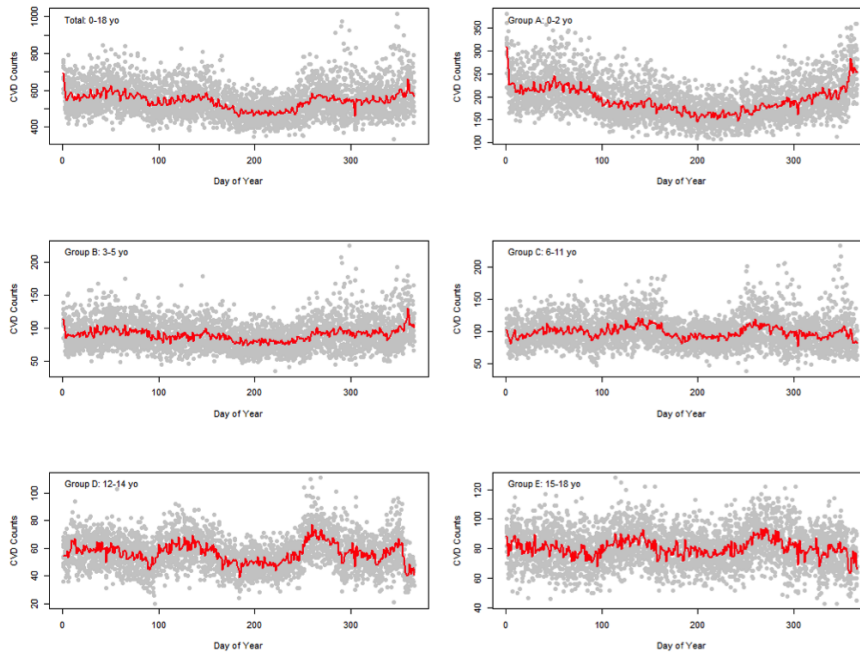 Total: 0-18 yo
CVD Counts
1000
800
600
400
0
100
200
300
Day of Year
Group A: 0-2 yo
CVD Counts
350
300
250
200
150
100
0
100
200
300
Day of Year
Group B: 3-5 yo
CVD Counts
200
150
100
50
0
100
200
300
Day of Year
Group C: 6-11 yo
CVD Counts
200
150
100
50
0
100
200
300
Day of Year
Group D: 12-14 yo
CVD Counts
100
80
60
40
20
0
100
200
300
Day of Year
Group E: 15-18 yo
CVD Counts
120
100
80
60
40
0
100
200
300
Day of Year